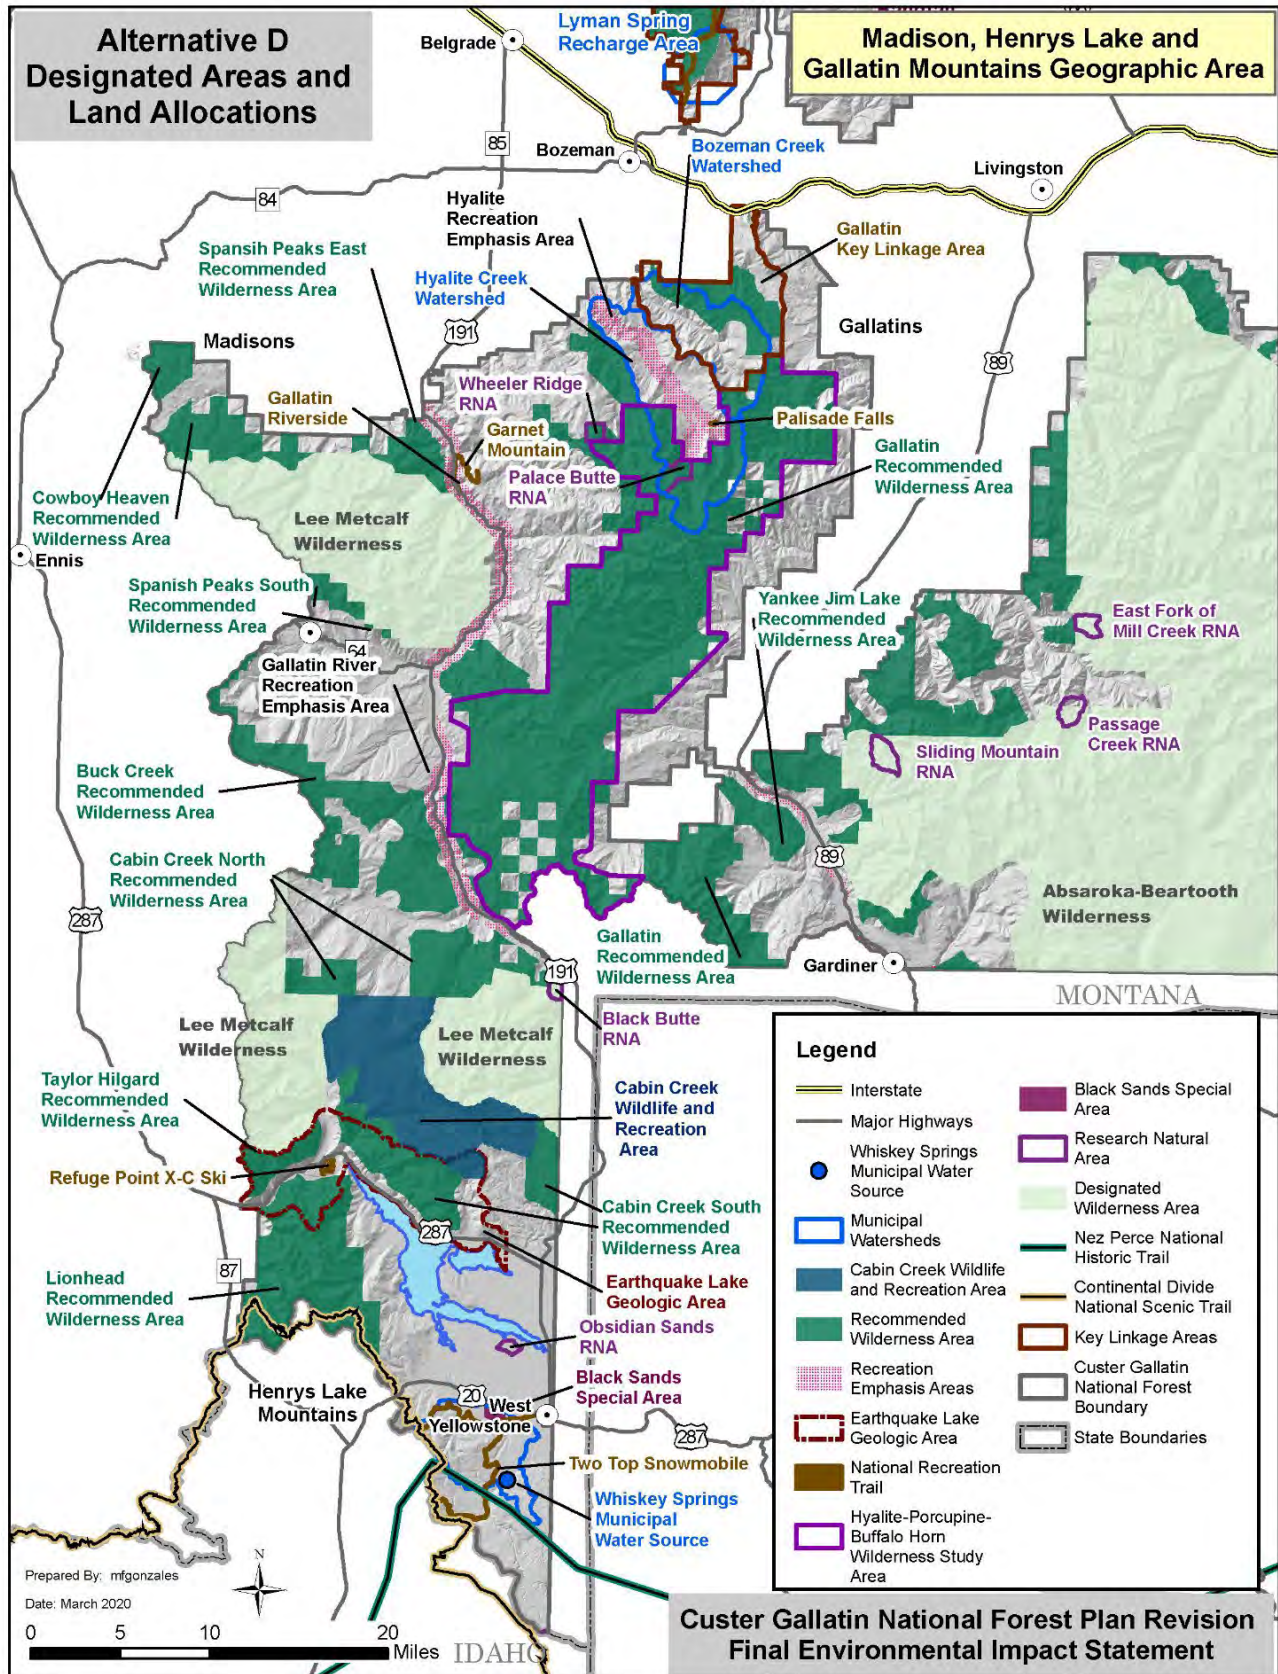 Alternative D
Designated Areas and
Land Allocations
Madison, Henrys Lake and
Gallatin Mountains Geographic Area
Lyman Spring
Recharge Area
Belgrade
85
Bozeman
Bozeman Creek
Watershed
Livingston
84
Hyalite
Recreation
Emphasis Area
Gallatin
Key Linkage Area
Spansih Peaks East
Recommended
Wilderness Area
Hyalite Creek
Watershed
191
Madisons
Gallatins
89
Wheeler Ridge
RNA
Gallatin
Riverside
Garnet
Mountain
Palisade Falls
Palace Butte
RNA
Gallatin
Recommended
Wilderness Area
Cowboy Heaven
Recommended
Wilderness Area
Lee Metcalf
Wilderness
Ennis
Spanish Peaks South
Recommended
Wilderness Area
Yankee Jim Lake
Recommended
Wilderness Area
East Fork of
Mill Creek RNA
64
Gallatin River
Recreation
Emphasis Area
Passage
Creek RNA
Sliding Mountain
RNA
Buck Creek
Recommended
Wilderness Area
89
Cabin Creek North
Recommended
Wilderness Area
Absaroka-Beartooth
Wilderness
287
Gallatin
Recommended
Wilderness Area
Gardiner
191
MONTANA
Black Butte
RNA
Lee Metcalf
Wilderness
Lee Metcalf
Wilderness
Taylor Hilgard
Recommended
Wilderness Area
Cabin Creek
Wildlife and
Recreation
Area
Refuge Point X-C Ski
Cabin Creek South
Recommended
Wilderness Area
287
87
Lionhead
Recommended
Wilderness Area
Earthquake Lake
Geologic Area
Obsidian Sands
RNA
Henrys Lake
Mountains
20
Black Sands
Special Area
West
Yellowstone
287
Two Top Snowmobile
Whiskey Springs
Municipal
Water Source
Legend
Interstate
Major Highways
Whiskey Springs
Municipal Water
Source
Municipal
Watersheds
Cabin Creek Wildlife
and Recreation Area
Recommended
Wilderness Area
Recreation
Emphasis Areas
Earthquake Lake
Geologic Area
National Recreation
Trail
Hyalite-Porcupine-
Buffalo Horn
Wilderness Study
Area
Black Sands Special
Area
Research Natural
Area
Designated
Wilderness Area
Nez Perce National
Historic Trail
Continental Divide
National Scenic Trail
Key Linkage Areas
Custer Gallatin
National Forest
Boundary
State Boundaries
Prepared By: mfgonzales
Date: March 2020
N
0 5 10 20
Miles
IDAHO
Custer Gallatin National Forest Plan Revision
Final Environmental Impact Statement